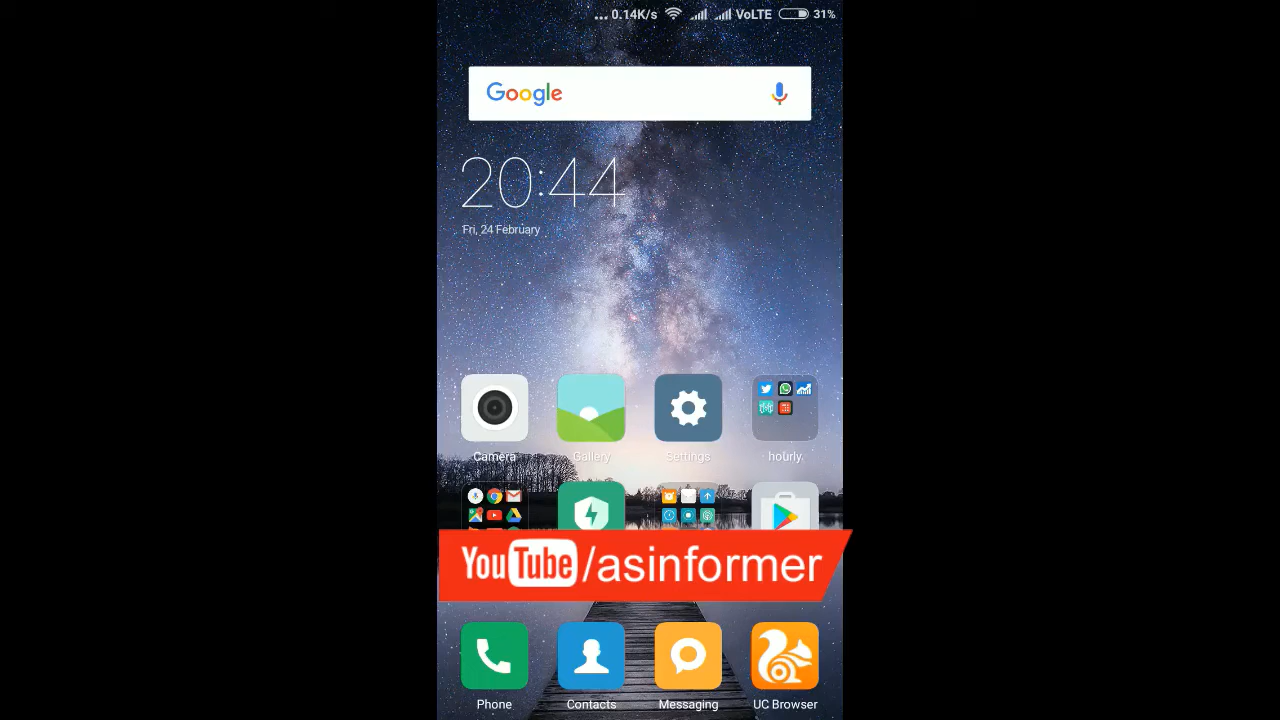 ... 0.14K/s VoLTE 31%
Google
20:44
Fri, 24 February
Camera Gallery Settings hourly.
YouTube/asinformer
Phone Contacts Messaging UC Browser